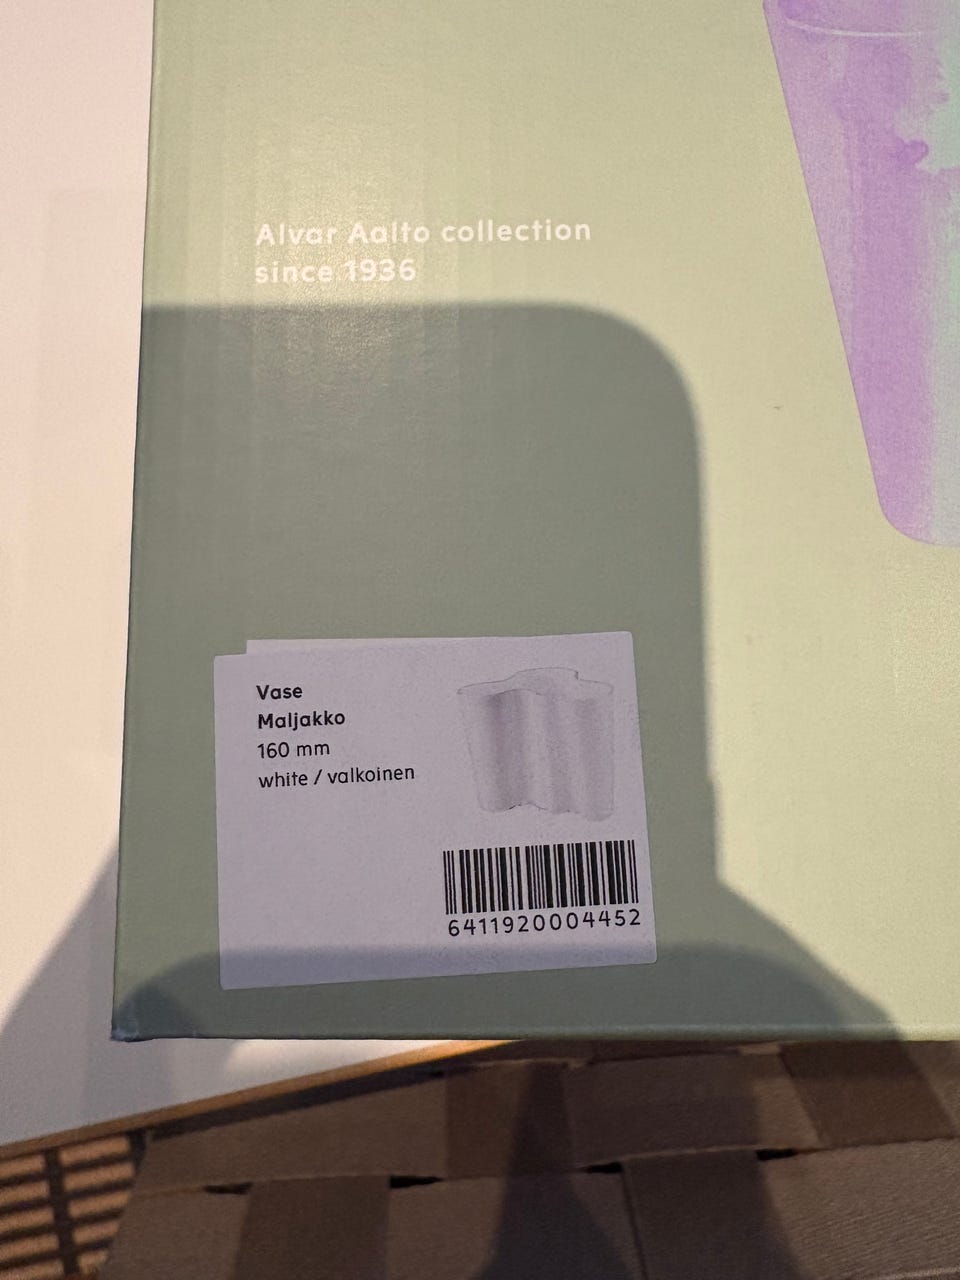 Alvar Aalto collection
since 1936
Vase
Maljakko
160 mm
white / valkoinen
6411920004452